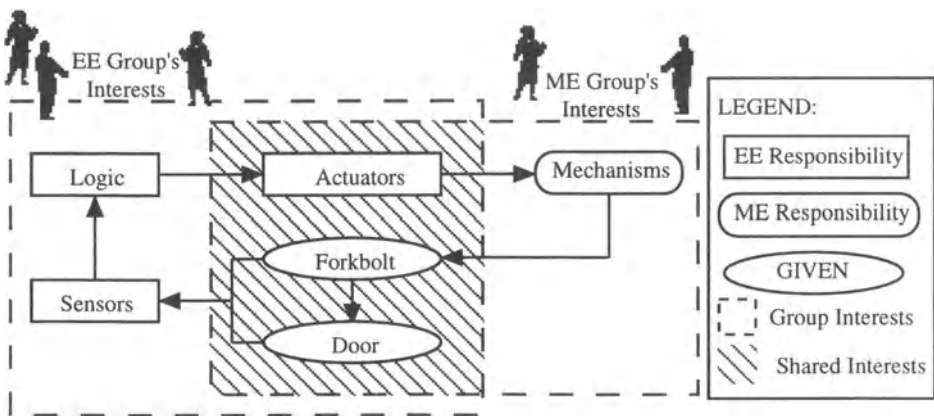 EE Group's
Interests
ME Group's
Interests
LEGEND:
EE Responsibility
ME Responsibility
GIVEN
Group Interests
Shared Interests
Logic
Actuators
Mechanisms
Forkbolt
Sensors
Door